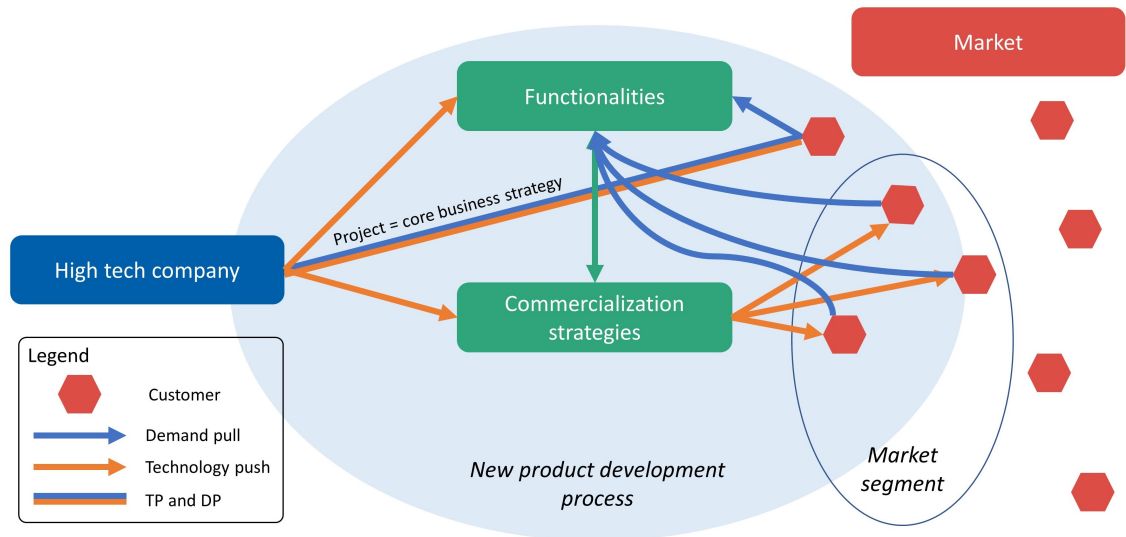 Market
Functionalities
Project = core business strategy
High tech company
Commercialization
strategies
Legend
Customer
Demand pull
Technology push
TP and DP
New product development
process
Market
segment